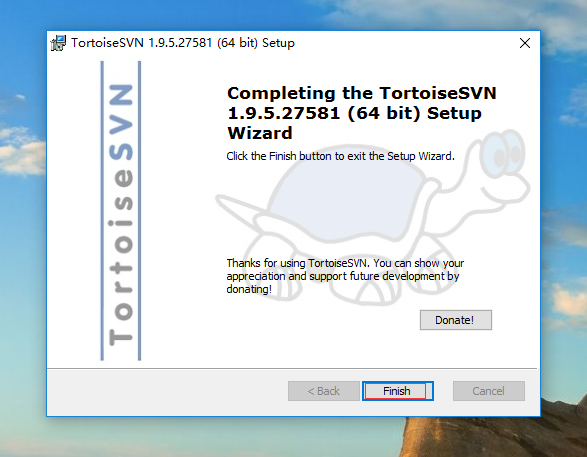 TortoiseSVN 1.9.5.27581 (64 bit) Setup
TortoiseSVN
Completing the TortoiseSVN
1.9.5.27581 (64 bit) Setup
Wizard
Click the Finish button to exit the Setup Wizard.
Thanks for using TortoiseSVN. You can show your
appreciation and support future development by
donating!
Donate!
< Back
Finish
Cancel